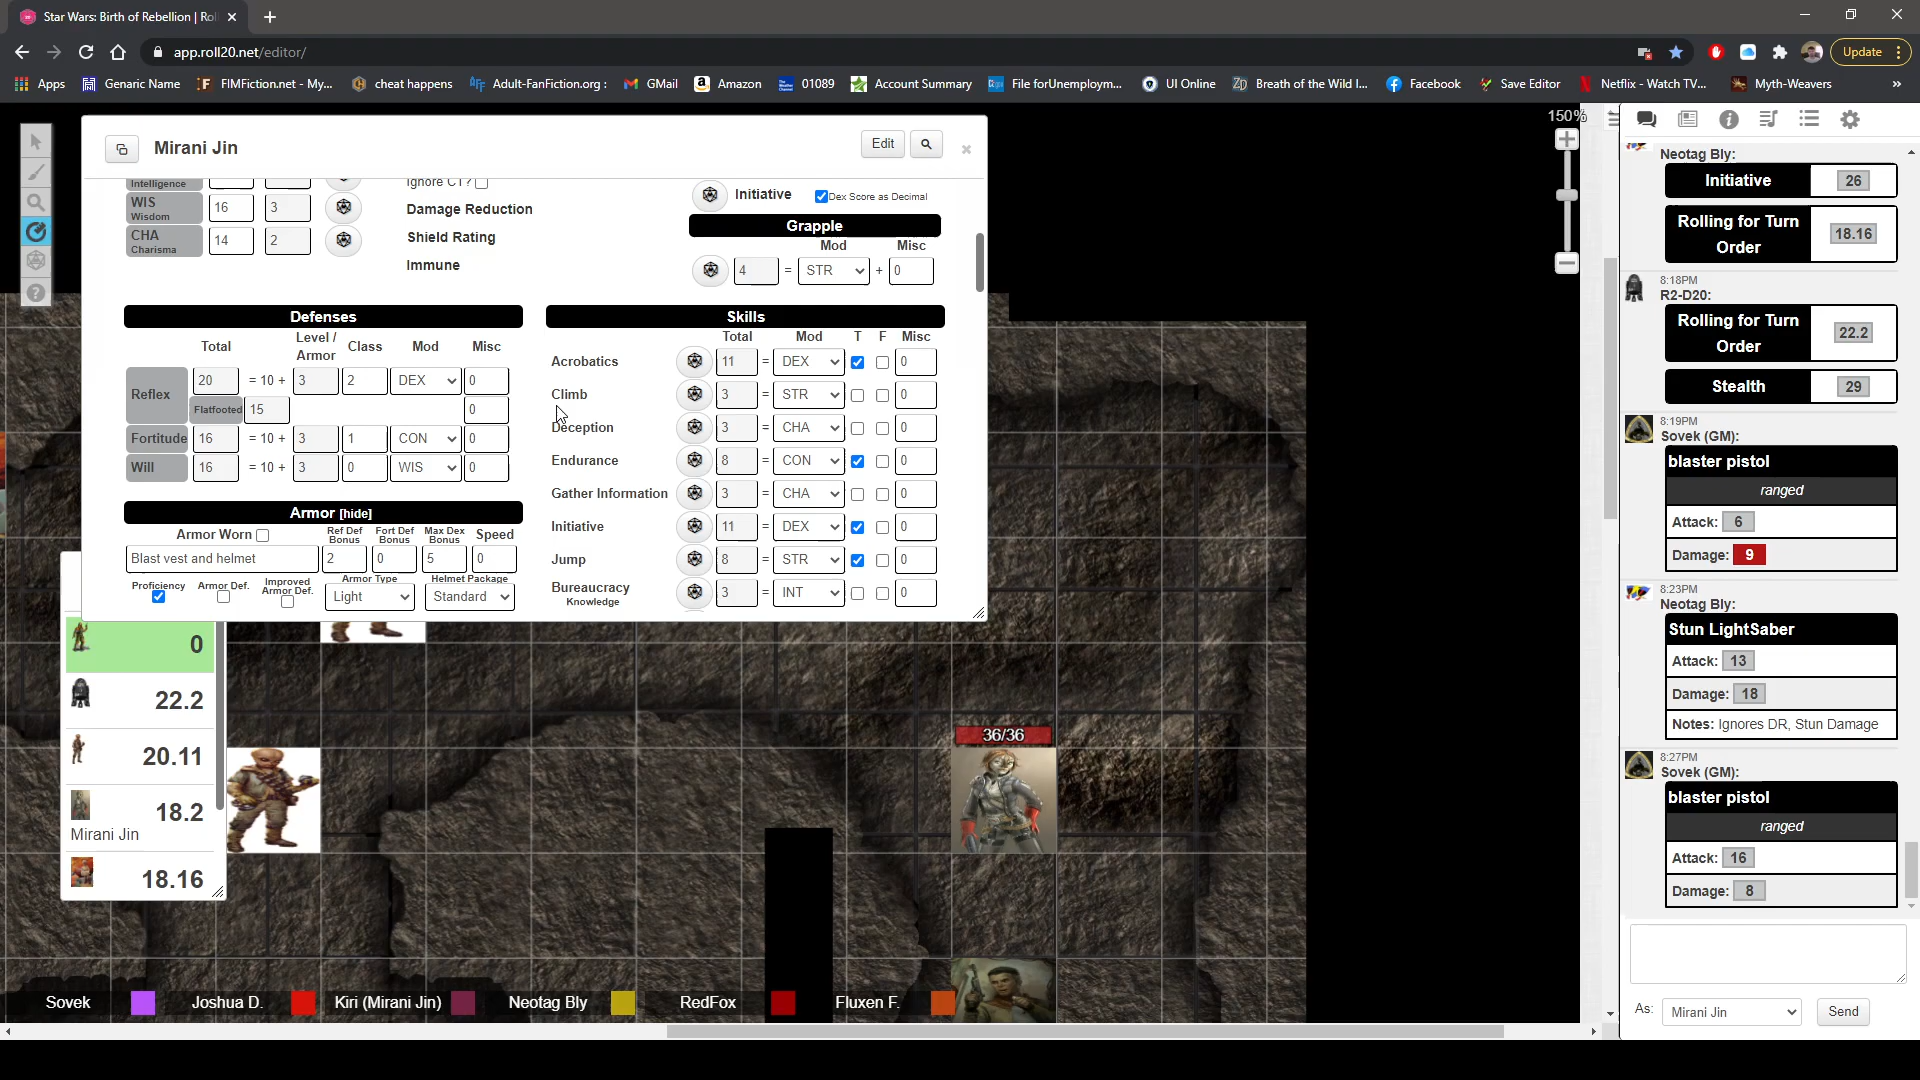 Star Wars: Birth of Rebellion | Rol
app.roll20.net/editor/
Update
Apps
Genaric Name
FIMFiction.net - My...
cheat happens
Adult-FanFiction.org :
GMail
Amazon
01089
Account Summary
File forUnemploym...
UI Online
Breath of the Wild I...
Facebook
Save Editor
Netflix - Watch TV...
Myth-Weavers
»
Mirani Jin
Edit
150%
Intelligence
WIS
Wisdom
16
3
CHA
Charisma
14
2
Ignore CT?
Damage Reduction
Shield Rating
Immune
Initiative
Dex Score as Decimal
Grapple
Mod
Misc
4 = STR + 0
Defenses
Total
Level /
Armor
Class
Mod
Misc
Reflex
20 = 10 + 3 2 DEX 0
Flatfooted 15 0
Fortitude 16 = 10 + 3 1 CON 0
Will 16 = 10 + 3 0 WIS 0
Armor [hide]
Armor Worn
Ref Def
Bonus
Fort Def
Bonus
Max Dex
Bonus
Speed
Blast vest and helmet 2 0 5 0
Proficiency
Armor Def.
Improved
Armor Def.
Armor Type
Light
Helmet Package
Standard
Skills
Total Mod T F Misc
Acrobatics 11 = DEX 0
Climb 3 = STR 0
Deception 3 = CHA 0
Endurance 8 = CON 0
Gather Information 3 = CHA 0
Initiative 11 = DEX 0
Jump 8 = STR 0
Bureaucracy 3 = INT 0
Knowledge
0
22.2
20.11
18.2
Mirani Jin
18.16
36/36
Sovek
Joshua D.
Kiri (Mirani Jin)
Neotag Bly
RedFox
Fluxen F.
Neotag Bly:
Initiative 26
Rolling for Turn
Order
18.16
8:18PM
R2-D20:
Rolling for Turn
Order
22.2
Stealth 29
8:19PM
Sovek (GM):
blaster pistol
ranged
Attack: 6
Damage: 9
8:23PM
Neotag Bly:
Stun LightSaber
Attack: 13
Damage: 18
Notes: Ignores DR, Stun Damage
8:27PM
Sovek (GM):
blaster pistol
ranged
Attack: 16
Damage: 8
As: Mirani Jin
Send